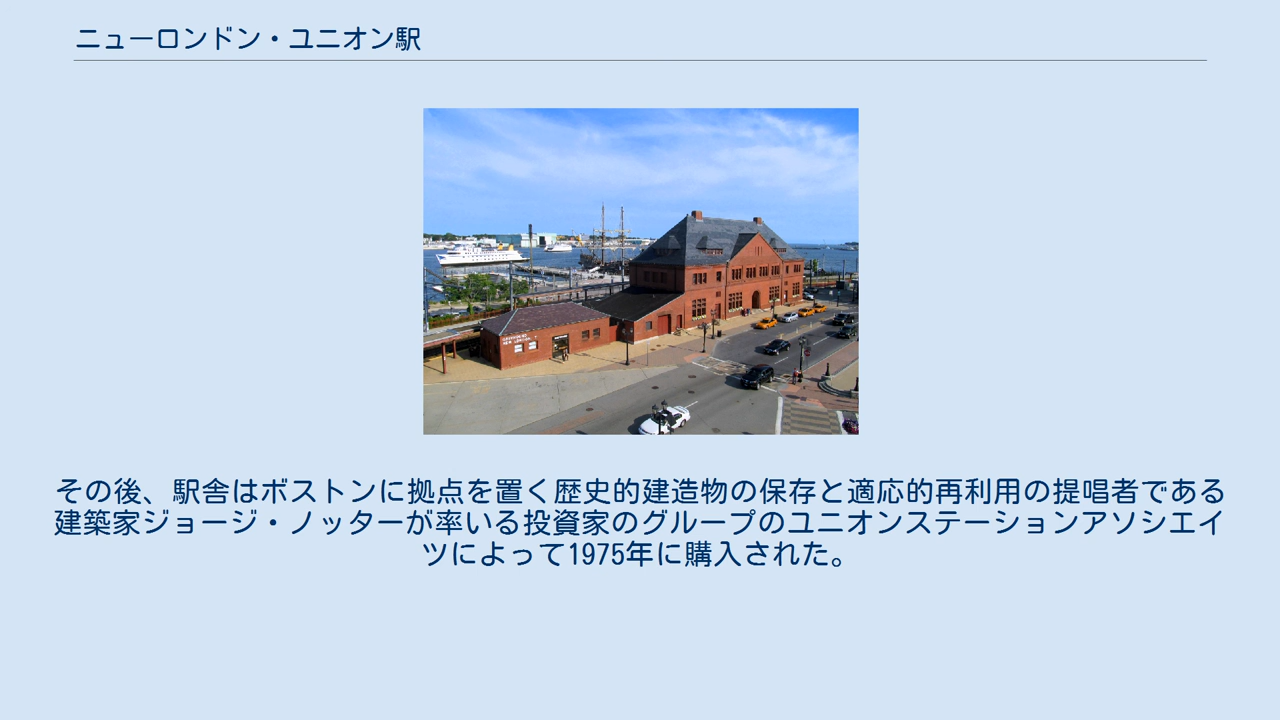 ニューロンドン・ユニオン駅
その後、駅舎はボストンに拠点を置く歴史的建造物の保存と適応的再利用の提唱者である
建築家ジョージ・ノッターが率いる投資家のグループのユニオンステーションアソシエイ
ツによって1975年に購入された。